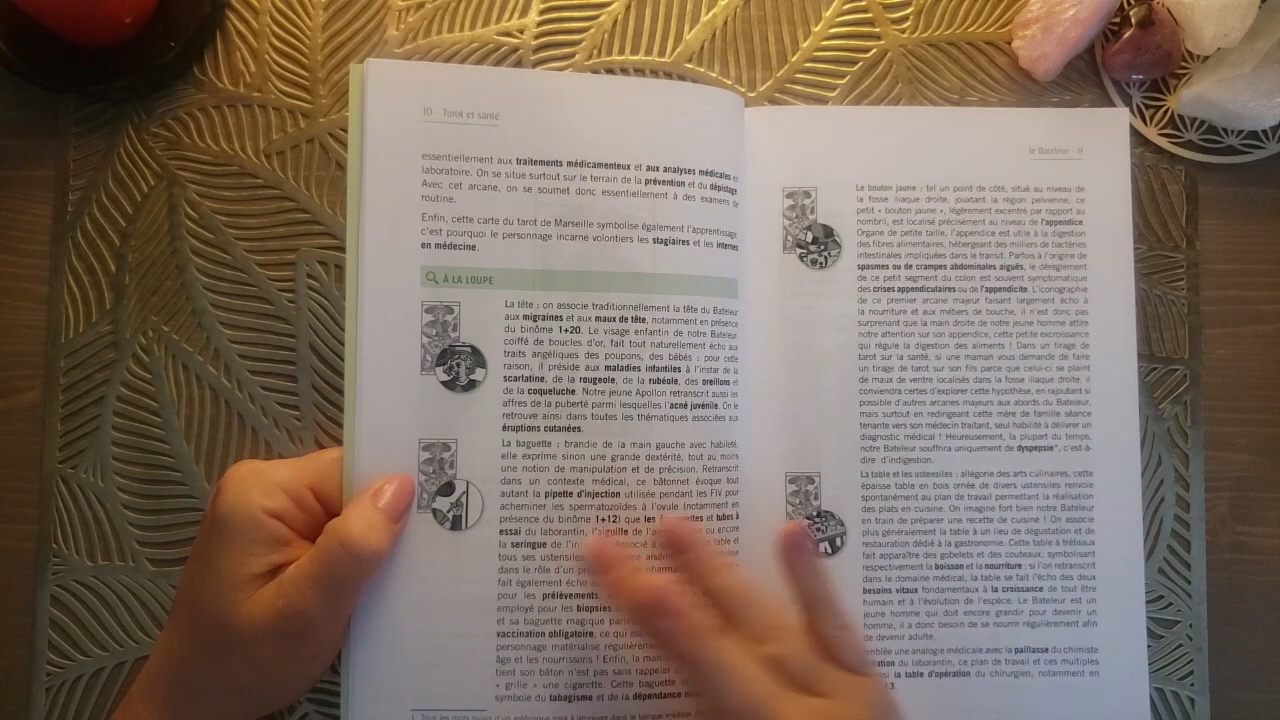 10 - Tarot et santé
essentiellement aux traitements médicamenteux et aux analyses médicales en
laboratoire. On se situe surtout sur le terrain de la prévention et du dépistage.
Avec cet arcane, on se soumet donc essentiellement à des examens de
routine.
Enfin, cette carte du tarot de Marseille symbolise également l'apprentissage,
c'est pourquoi le personnage incarne volontiers les stagiaires et les internes
en médecine.
À LA LOUPE
La tête : on associe traditionnellement la tête du Bateleur
aux migraines et aux maux de tête, notamment en présence
du binôme 1+20. Le visage enfantin de notre Bateleur,
coiffé de boucles d'or, fait tout naturellement écho aux
traits angéliques des poupons, des bébés : pour cette
raison, il préside aux maladies infantiles à l'instar de la
scarlatine, de la rougeole, de la rubéole, des oreillons et
de la coqueluche. Notre jeune Apollon retranscrit aussi les
affres de la puberté parmi lesquelles l'acné juvénile. On le
retrouve ainsi dans toutes les thématiques associées aux
éruptions cutanées.
La baguette : brandie de la main gauche avec habileté,
elle exprime sinon une grande dextérité, tout au moins
une notion de manipulation et de précision. Retranscrit
dans un contexte médical, ce bâtonnet évoque tout
autant la pipette d'injection utilisée pendant les FIV pour
acheminer les spermatozoïdes à l'ovule (notamment en
présence du binôme 1+12) que les et tubes à
essai du laborantin, l'aiguille de ou encore
la seringue de Associé à table et
tous ses ustensiles
dans le rôle d'un
fait également écho
pour les prélèvements,
employé pour les biopsies
et sa baguette magique
vaccination obligatoire, ce qui
personnage matérialise
âge et les nourrissons ! Enfin, la
tient son bâton n'est pas sans rappeler
« grille » une cigarette. Cette baguette
symbole du tabagisme et de la dépendance
le Bateleur - 11
Le bouton jaune : tel un point de côté, situé au niveau de
la fosse iliaque droite, jouxtant la région pelvienne, ce
petit « bouton jaune », légèrement excentré par rapport au
nombril, est localisé précisément au niveau de l'appendice.
Organe de petite taille, l'appendice est utile à la digestion
des fibres alimentaires, hébergeant des milliers de bactéries
intestinales impliquées dans le transit. Parfois à l'origine de
spasmes ou de crampes abdominales aiguës, le dérèglement
de ce petit segment du colon est souvent symptomatique
des crises appendiculaires ou de l'appendicite. L'iconographie
de ce premier arcane majeur faisant largement écho à
la nourriture et aux métiers de bouche, il n'est donc pas
surprenant que la main droite de notre jeune homme attire
notre attention sur son appendice, cette petite excroissance
qui régule la digestion des aliments ! Dans un tirage de
tarot sur la santé, si une maman vous demande de faire
un tirage de tarot sur son fils parce que celui-ci se plaint
de maux de ventre localisés dans la fosse iliaque droite, il
conviendra certes d'explorer cette hypothèse, en rajoutant si
possible d'autres arcanes majeurs aux abords du Bateleur,
mais surtout en redirigeant cette mère de famille séance
tenante vers son médecin traitant, seul habilité à délivrer un
diagnostic médical ! Heureusement, la plupart du temps,
notre Bateleur souffrira uniquement de dyspepsie*, c'est-à-
dire d'indigestion.
La table et les ustensiles : allégorie des arts culinaires, cette
épaisse table en bois ornée de divers ustensiles renvoie
spontanément au plan de travail permettant la réalisation
des plats en cuisine. On imagine fort bien notre Bateleur
en train de préparer une recette de cuisine ! On associe
plus généralement la table à un lieu de dégustation et de
restauration dédié à la gastronomie. Cette table à tréteaux
fait apparaître des gobelets et des couteaux, symbolisant
respectivement la boisson et la nourriture ; si l'on retranscrit
dans le domaine médical, la table se fait l'écho des deux
besoins vitaux fondamentaux à la croissance de tout être
humain et à l'évolution de l'espèce. Le Bateleur est un
jeune homme qui doit encore grandir pour devenir un
homme, il a donc besoin de se nourrir régulièrement afin
de devenir adulte.
une analogie médicale avec la paillasse du chimiste
du laborantin, ce plan de travail et ces multiples
la table d'opération du chirurgien, notamment en